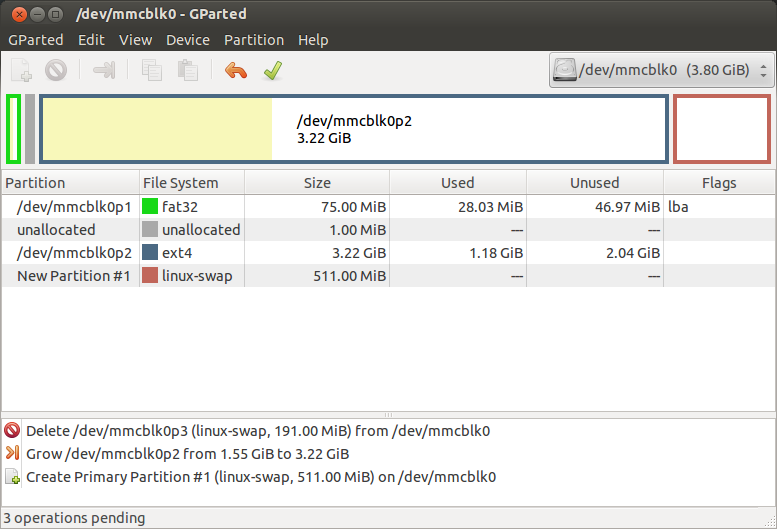 /dev/mmcblk0 - GParted
GParted Edit View Device Partition Help
/dev/mmcblk0 (3.80 GiB)
/dev/mmcblk0p2
3.22 GiB
Partition File System Size Used Unused Flags
/dev/mmcblk0p1 fat32 75.00 MiB 28.03 MiB 46.97 MiB lba
unallocated unallocated 1.00 MiB --- ---
/dev/mmcblk0p2 ext4 3.22 GiB 1.18 GiB 2.04 GiB
New Partition #1 linux-swap 511.00 MiB --- ---
Delete /dev/mmcblk0p3 (linux-swap, 191.00 MiB) from /dev/mmcblk0
Grow /dev/mmcblk0p2 from 1.55 GiB to 3.22 GiB
Create Primary Partition #1 (linux-swap, 511.00 MiB) on /dev/mmcblk0
3 operations pending